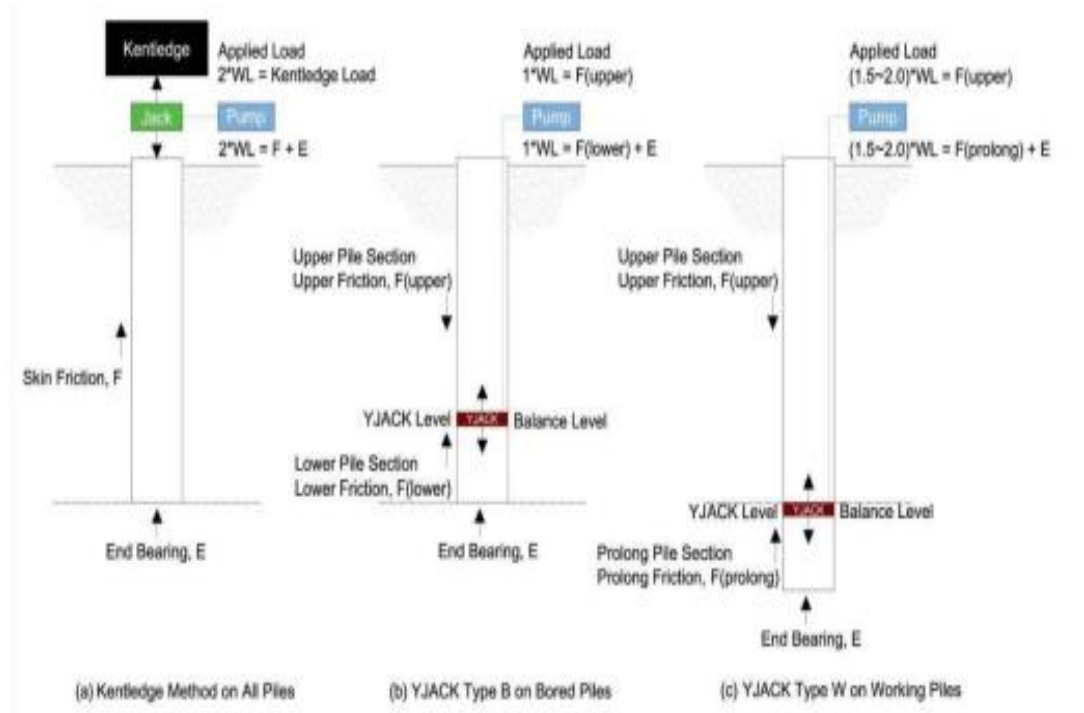 Kentledge
Applied Load
2*WL = Kentledge Load
Jack
Pump
2*WL = F + E
Skin Friction, F
End Bearing, E
(a) Kentledge Method on All Piles
Applied Load
1*WL = F(upper)
Pump
1*WL = F(lower) + E
Upper Pile Section
Upper Friction, F(upper)
YJACK Level
YJACK
Balance Level
Lower Pile Section
Lower Friction, F(lower)
End Bearing, E
(b) YJACK Type B on Bored Piles
Applied Load
(1.5~2.0)*WL = F(upper)
Pump
(1.5~2.0)*WL = F(prolong) + E
Upper Pile Section
Upper Friction, F(upper)
YJACK Level
YJACK
Balance Level
Prolong Pile Section
Prolong Friction, F(prolong)
End Bearing, E
(c) YJACK Type W on Working Piles